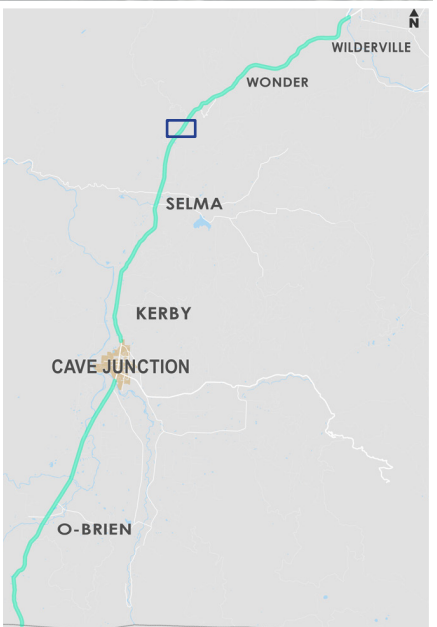 N
WILDERVILLE
WONDER
SELMA
KERBY
CAVE JUNCTION
O-BRIEN